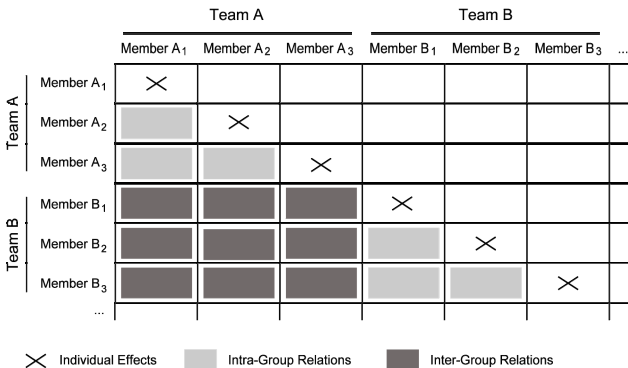 Team A Team B
Member A1 Member A2 Member A3 Member B1 Member B2 Member B3 ...
Team A
Member A1
Member A2
Member A3
Team B
Member B1
Member B2
Member B3
...
Individual Effects Intra-Group Relations Inter-Group Relations